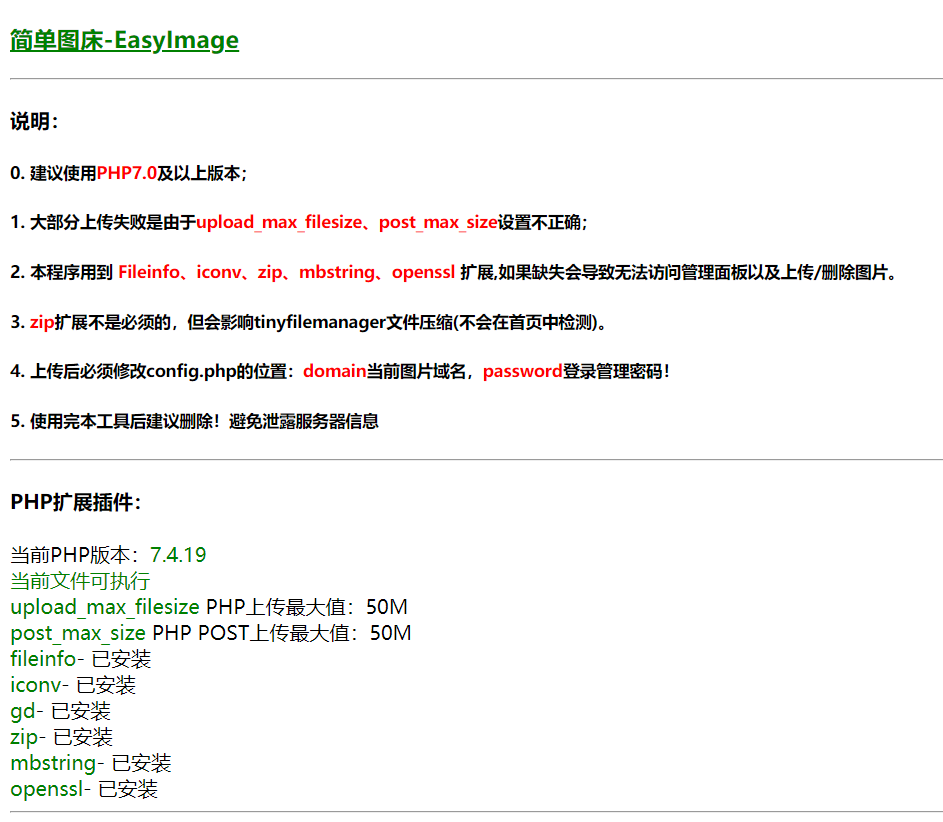 简单图床-EasyImage
说明：
0. 建议使用PHP7.0及以上版本；
1. 大部分上传失败是由于upload_max_filesize、post_max_size设置不正确；
2. 本程序用到 Fileinfo、iconv、zip、mbstring、openssl 扩展,如果缺失会导致无法访问管理面板以及上传/删除图片。
3. zip扩展不是必须的，但会影响tinyfilemanager文件压缩(不会在首页中检测)。
4. 上传后必须修改config.php的位置：domain当前图片域名，password登录管理密码！
5. 使用完本工具后建议删除！避免泄露服务器信息
PHP扩展插件：
当前PHP版本：7.4.19
当前文件可执行
upload_max_filesize PHP上传最大值：50M
post_max_size PHP POST上传最大值：50M
fileinfo- 已安装
iconv- 已安装
gd- 已安装
zip- 已安装
mbstring- 已安装
openssl- 已安装